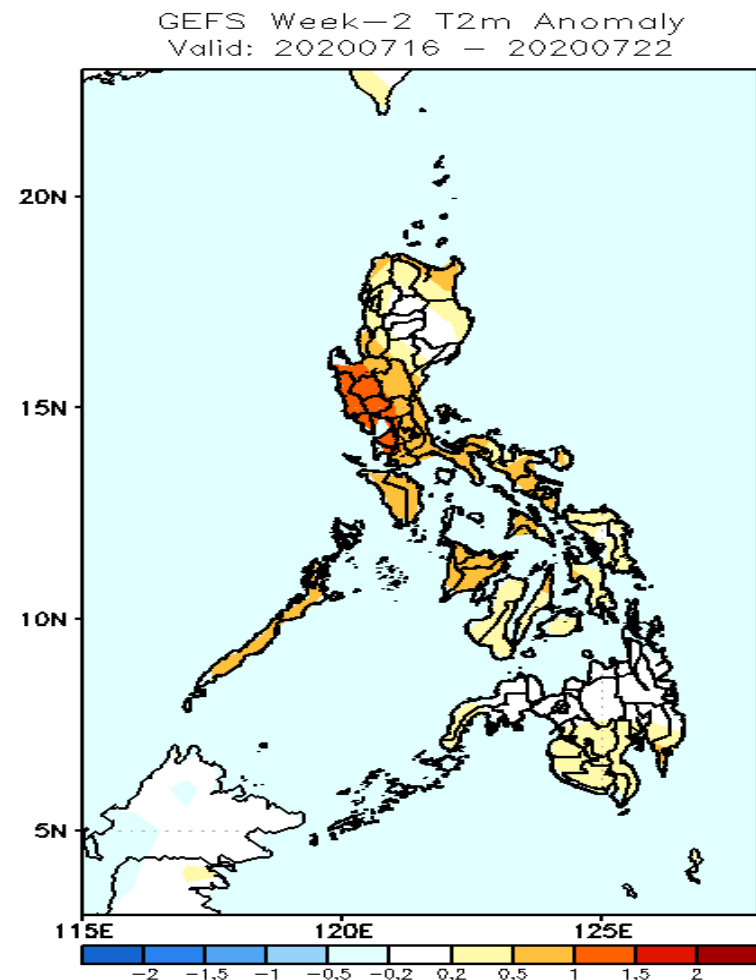 GEFS Week-2 T2m Anomaly
Valid: 20200716 - 20200722
20N
15N
10N
5N
115E 120E 125E
-2 -1.5 -1 -0.5 -0.2 0.2 0.5 1 1.5 2